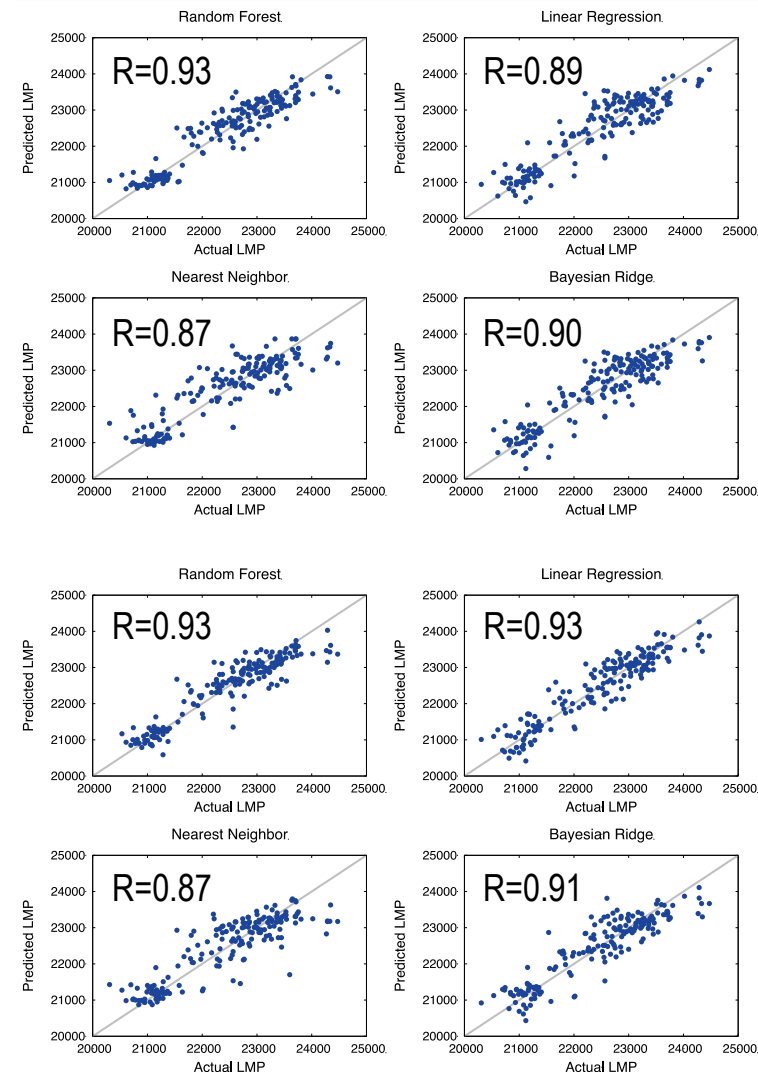 Random Forest
Linear Regression
25000
24000
23000
22000
21000
20000
R=0.93
Predicted LMP
20000 21000 22000 23000 24000 25000
Actual LMP
25000
24000
23000
22000
21000
20000
R=0.89
Predicted LMP
20000 21000 22000 23000 24000 25000
Actual LMP
Nearest Neighbor
Bayesian Ridge
25000
24000
23000
22000
21000
20000
R=0.87
Predicted LMP
20000 21000 22000 23000 24000 25000
Actual LMP
25000
24000
23000
22000
21000
20000
R=0.90
Predicted LMP
20000 21000 22000 23000 24000 25000
Actual LMP
Random Forest
Linear Regression
25000
24000
23000
22000
21000
20000
R=0.93
Predicted LMP
20000 21000 22000 23000 24000 25000
Actual LMP
25000
24000
23000
22000
21000
20000
R=0.93
Predicted LMP
20000 21000 22000 23000 24000 25000
Actual LMP
Nearest Neighbor
Bayesian Ridge
25000
24000
23000
22000
21000
20000
R=0.87
Predicted LMP
20000 21000 22000 23000 24000 25000
Actual LMP
25000
24000
23000
22000
21000
20000
R=0.91
Predicted LMP
20000 21000 22000 23000 24000 25000
Actual LMP